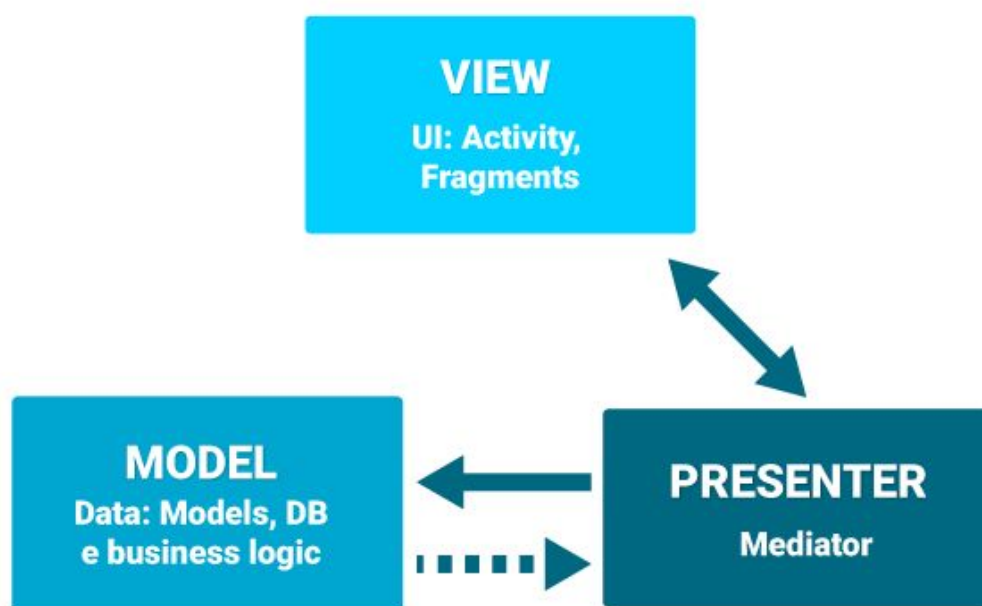 VIEW
UI: Activity,
Fragments
MODEL
Data: Models, DB
e business logic
PRESENTER
Mediator